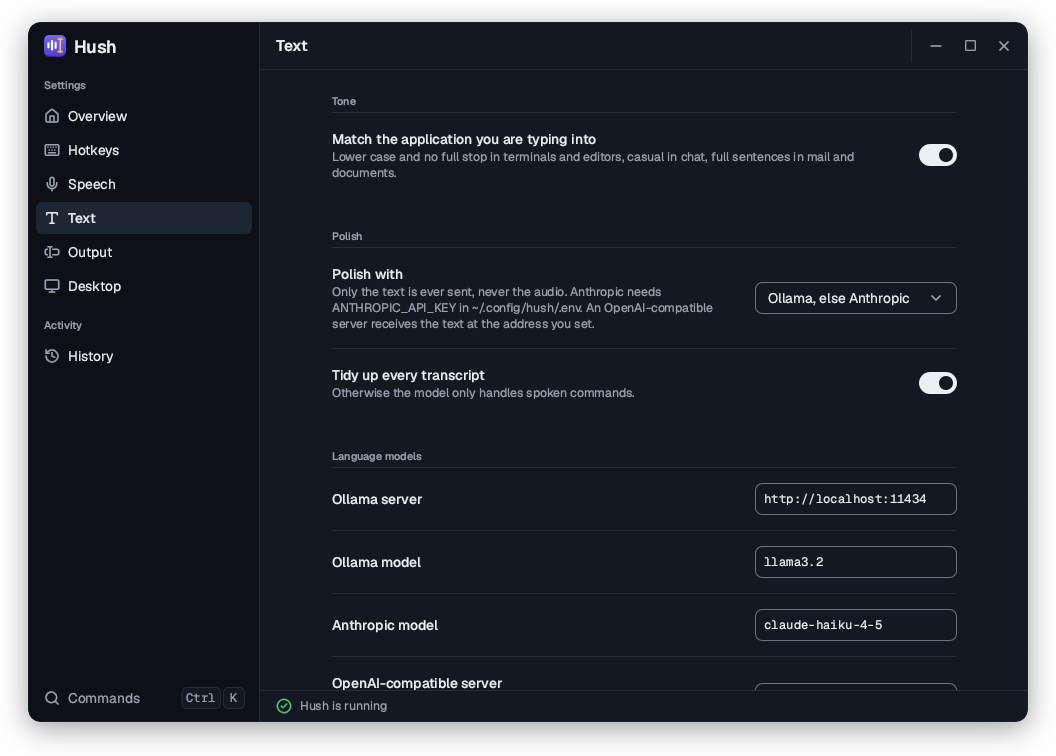 Hush
Settings
Overview
Hotkeys
Speech
Text
Output
Desktop
Activity
History
Commands Ctrl K
Text
Tone
Match the application you are typing into
Lower case and no full stop in terminals and editors, casual in chat, full sentences in mail and
documents.
Polish
Polish with
Only the text is ever sent, never the audio. Anthropic needs
ANTHROPIC_API_KEY in ~/.config/hush/.env. An OpenAI-compatible
server receives the text at the address you set.
Ollama, else Anthropic
Tidy up every transcript
Otherwise the model only handles spoken commands.
Language models
Ollama server
http://localhost:11434
Ollama model
llama3.2
Anthropic model
claude-haiku-4-5
OpenAI-compatible server
Hush is running